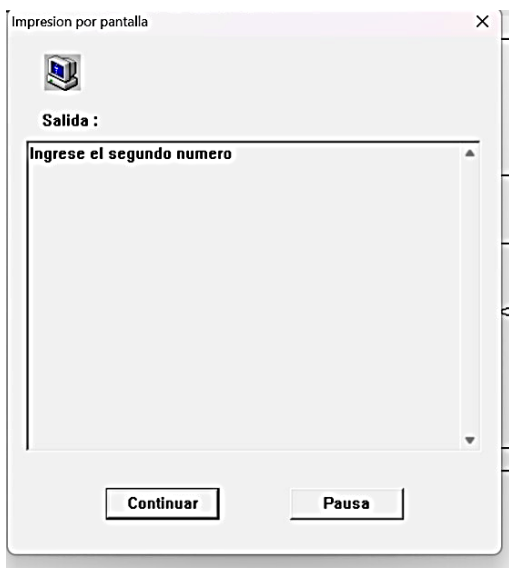 Impresion por pantalla
Salida :
Ingrese el segundo numero
Continuar
Pausa